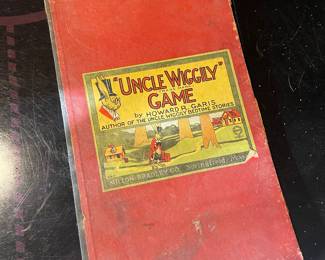 "UNCLE WIGGILY"
GAME
by HOWARD R. GARIS
AUTHOR OF THE UNCLE WIGGILY BEDTIME STORIES
MILTON BRADLEY CO. Springfield, Mass.